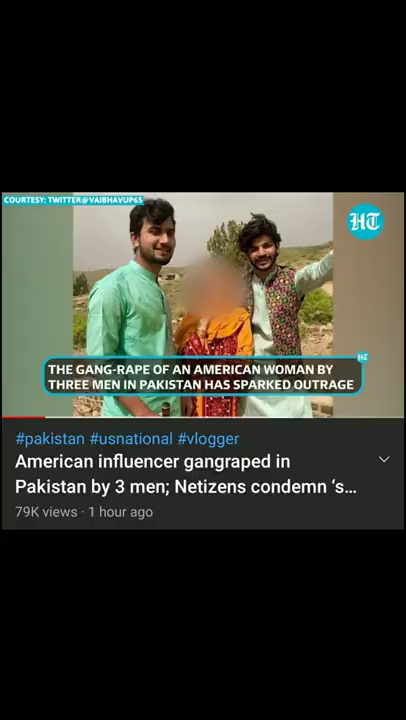 COURTESY: TWITTER@VAIBHAVUP65
HT
HT
THE GANG-RAPE OF AN AMERICAN WOMAN BY
THREE MEN IN PAKISTAN HAS SPARKED OUTRAGE
#pakistan #usnational #vlogger
American influencer gangraped in
Pakistan by 3 men; Netizens condemn ‘s…
79K views · 1 hour ago